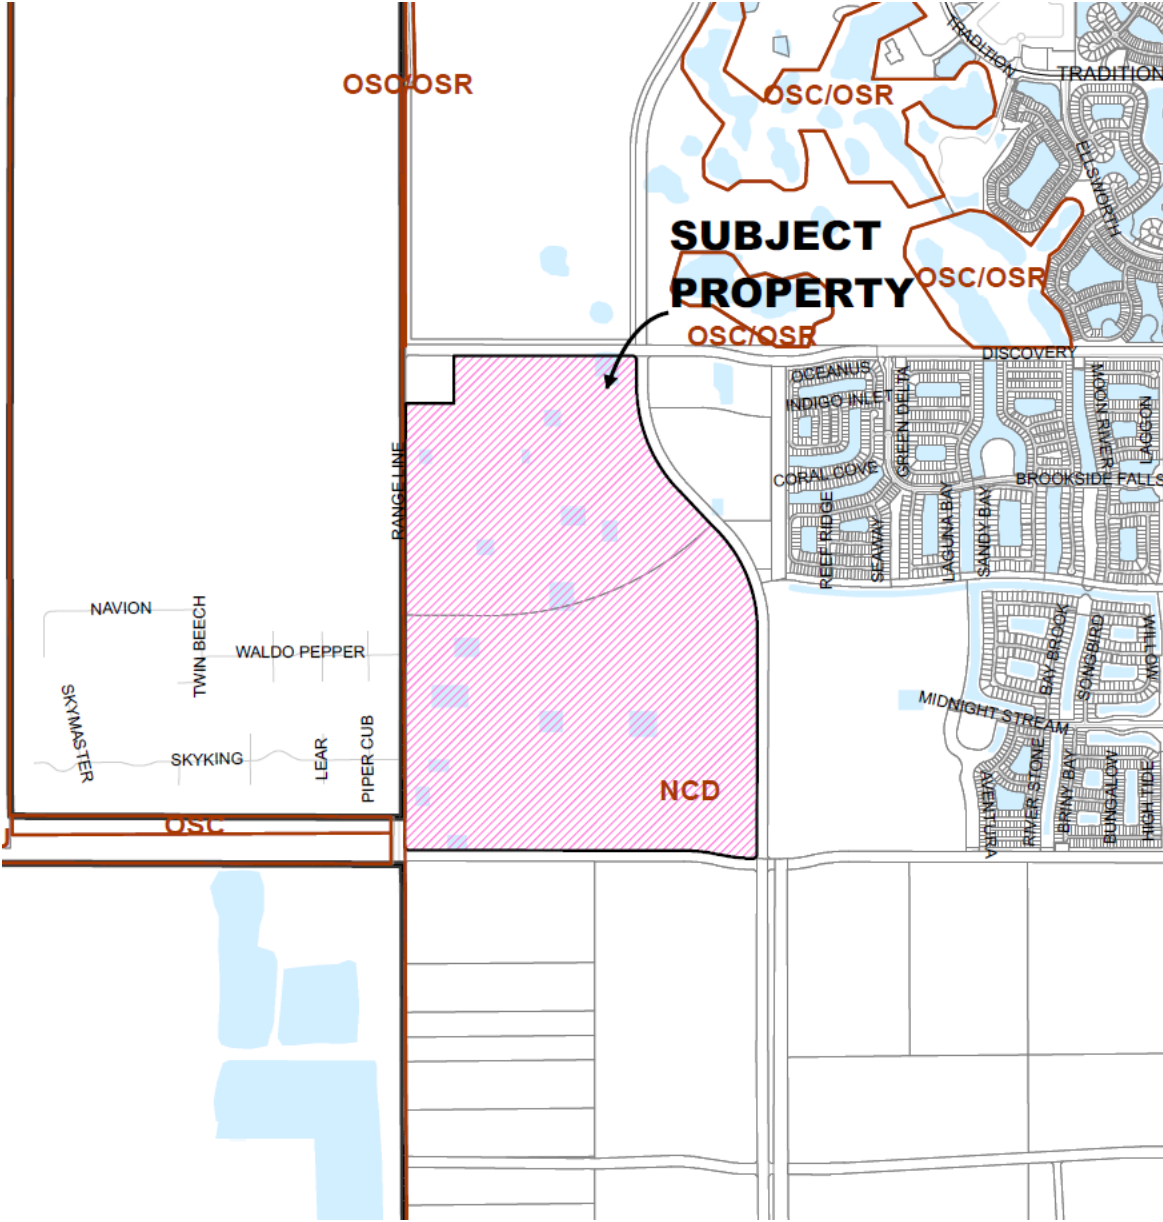 TRADITION
OSC/OSR
OSC/OSR
TRADITION
ELLSWORTH
SUBJECT
PROPERTY
OSC/OSR
OSC/OSR
DISCOVERY
OCEANUS
INDIGO INLET
GREEN DELTA
MOON RIVER
LAGGON
RANGE LINE
CORAL COVE
BROOKSIDE FALLS
REEF RIDGE
SEAWAY
LAGUNA BAY
SANDY BAY
NAVION
TWIN BEECH
WALDO PEPPER
BAY BROOK
SONGBIRD
WILLOW
SKYMASTER
MIDNIGHT STREAM
SKYKING
LEAR
PIPER CUB
NCD
AVENTURA
RIVER STONE
BRINY BAY
BUNGALOW
HIGH TIDE
OSC